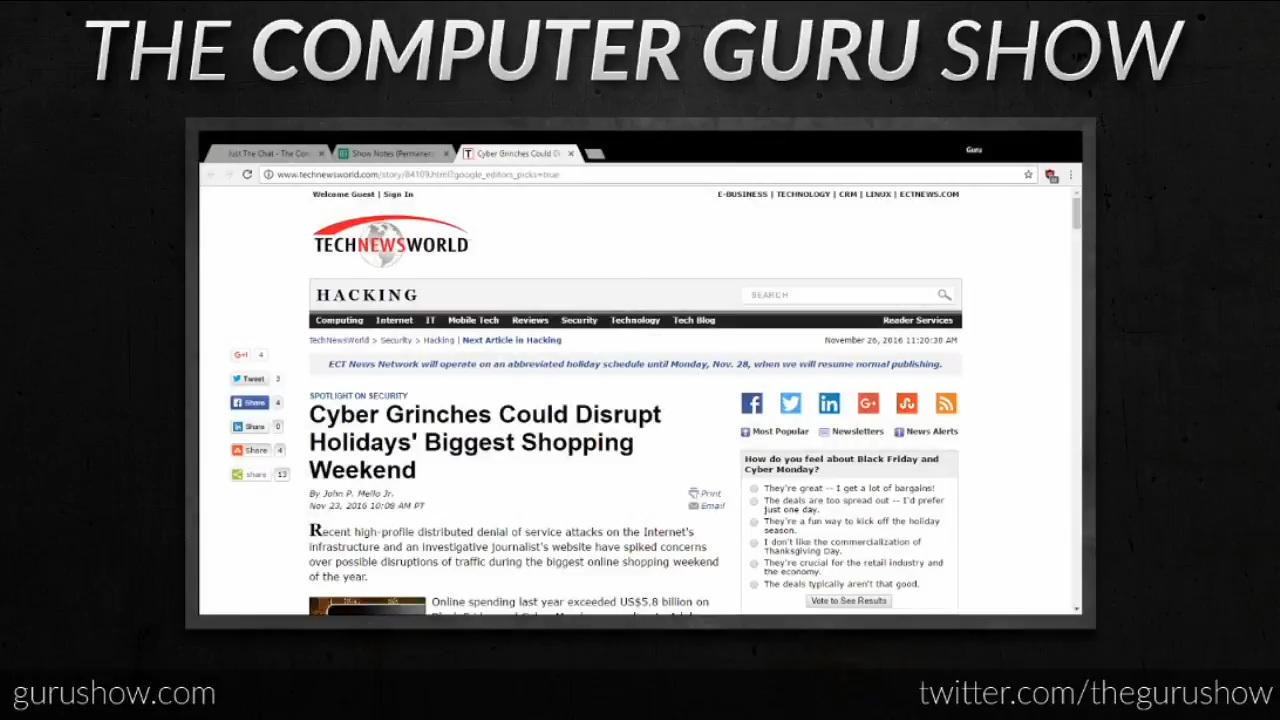 THE COMPUTER GURU SHOW
Just The Chat - The Con
Show Notes (Permanen
Cyber Grinches Could Di
Guru
www.technewsworld.com/story/84109.html?google_editors_picks=true
Welcome Guest | Sign In
E-BUSINESS | TECHNOLOGY | CRM | LINUX | ECTNEWS.COM
TECHNEWSWORLD
HACKING
SEARCH
Computing Internet IT Mobile Tech Reviews Security Technology Tech Blog Reader Services
TechNewsWorld > Security > Hacking | Next Article in Hacking
November 26, 2016 11:20:38 AM
ECT News Network will operate on an abbreviated holiday schedule until Monday, Nov. 28, when we will resume normal publishing.
G+1 4
Tweet 3
Share 4
Share 0
Share 4
share 13
SPOTLIGHT ON SECURITY
Cyber Grinches Could Disrupt
Holidays' Biggest Shopping
Weekend
By John P. Mello Jr.
Nov 23, 2016 10:08 AM PT
Print
Email
Recent high-profile distributed denial of service attacks on the Internet's
infrastructure and an investigative journalist's website have spiked concerns
over possible disruptions of traffic during the biggest online shopping weekend
of the year.
Online spending last year exceeded US$5.8 billion on
Most Popular Newsletters News Alerts
How do you feel about Black Friday and
Cyber Monday?
They're great -- I get a lot of bargains!
The deals are too spread out -- I'd prefer
just one day.
They're a fun way to kick off the holiday
season.
I don't like the commercialization of
Thanksgiving Day.
They're crucial for the retail industry and
the economy.
The deals typically aren't that good.
Vote to See Results
gurushow.com
twitter.com/thegurushow